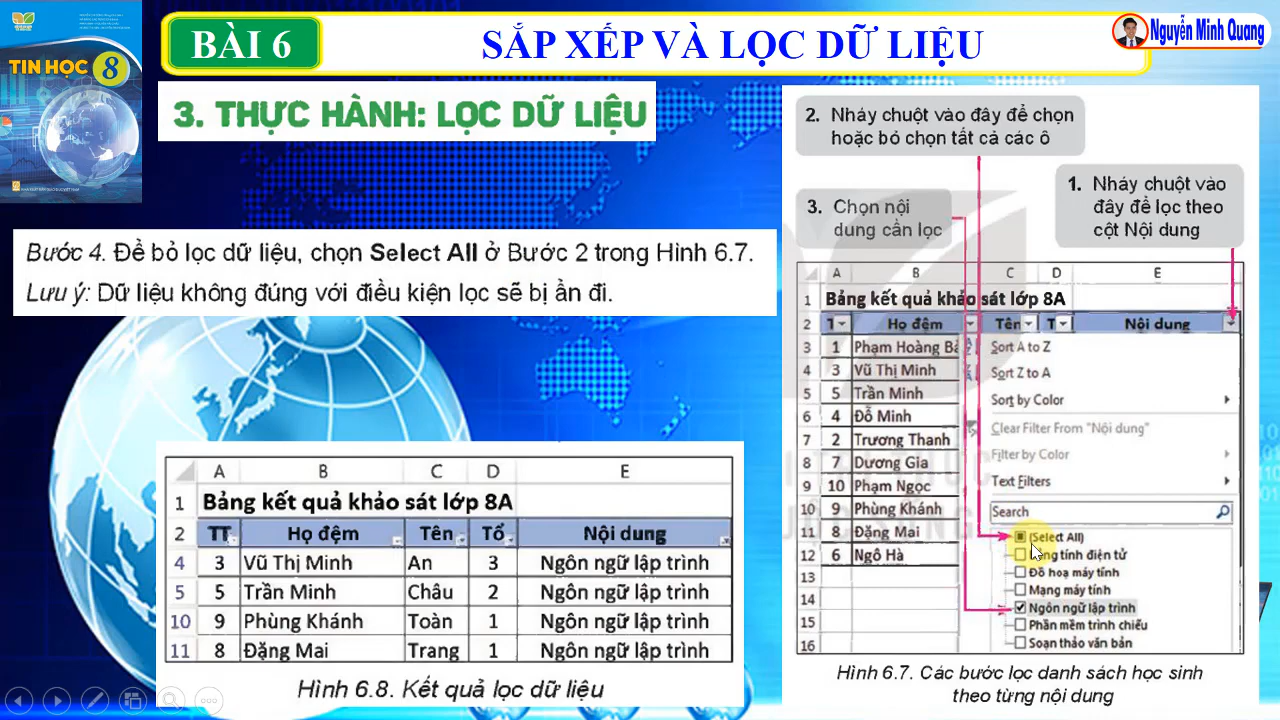 TIN HỌC 8
BÀI 6
SẮP XẾP VÀ LỌC DỮ LIỆU
Nguyễn Minh Quang
3. THỰC HÀNH: LỌC DỮ LIỆU
Bước 4. Để bỏ lọc dữ liệu, chọn Select All ở Bước 2 trong Hình 6.7.
Lưu ý: Dữ liệu không đúng với điều kiện lọc sẽ bị ẩn đi.
A B C D E
1 Bảng kết quả khảo sát lớp 8A
2 TT Họ đệm Tên Tổ Nội dung
4 3 Vũ Thị Minh An 3 Ngôn ngữ lập trình
5 5 Trần Minh Châu 2 Ngôn ngữ lập trình
10 9 Phùng Khánh Toàn 1 Ngôn ngữ lập trình
11 8 Đặng Mai Trang 1 Ngôn ngữ lập trình
Hình 6.8. Kết quả lọc dữ liệu
2. Nháy chuột vào đây để chọn
hoặc bỏ chọn tất cả các ô
1. Nháy chuột vào
đây để lọc theo
cột Nội dung
3. Chọn nội
dung cần lọc
A B C D E
1 Bảng kết quả khảo sát lớp 8A
2 T Họ đệm Tên T Nội dung
3 1 Phạm Hoàng Bả
4 3 Vũ Thị Minh
5 5 Trần Minh
6 4 Đỗ Minh
7 2 Trương Thanh
8 7 Dương Gia
9 10 Phạm Ngọc
10 9 Phùng Khánh
11 8 Đặng Mai
12 6 Ngô Hà
13
14
15
16
Sort A to Z
Sort Z to A
Sort by Color
Clear Filter From "Nội dung"
Filter by Color
Text Filters
Search
(Select All)
tính điện tử
Đồ hoạ máy tính
Mạng máy tính
Ngôn ngữ lập trình
Phần mềm trình chiếu
Soạn thảo văn bản
Hình 6.7. Các bước lọc danh sách học sinh
theo từng nội dung